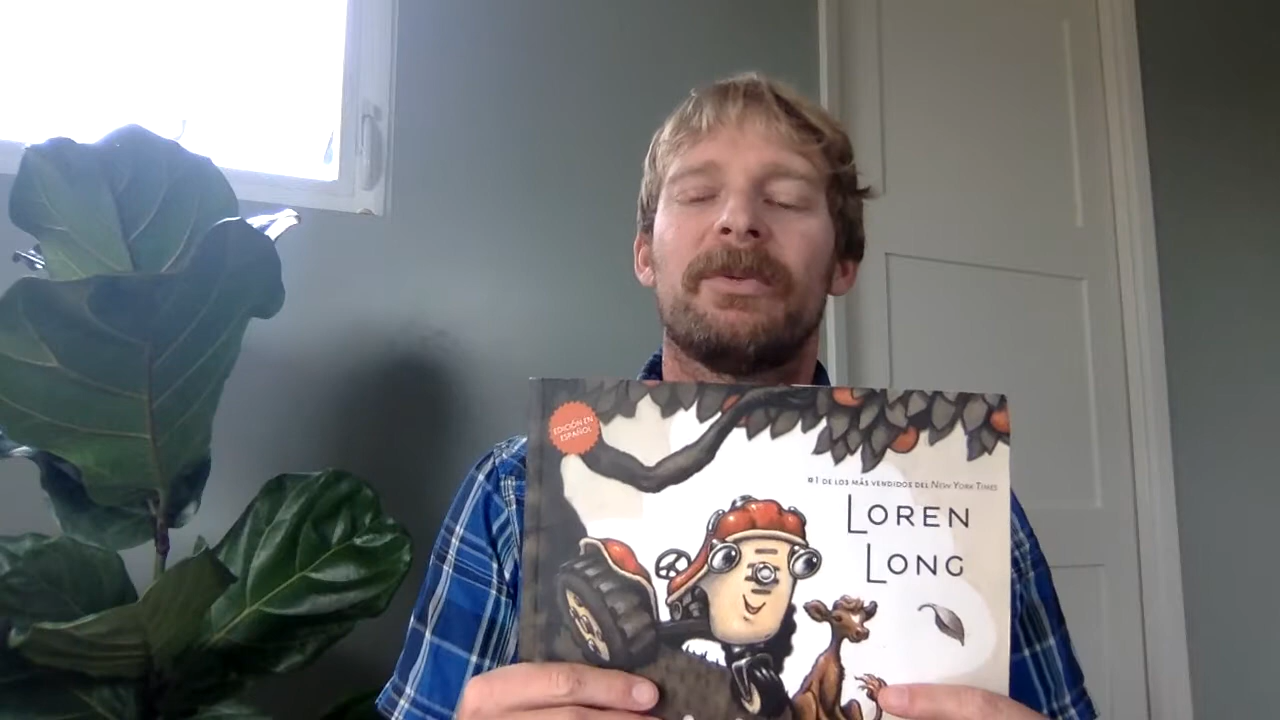 EDICIÓN EN
ESPAÑOL
#1 DE LOS MÁS VENDIDOS DEL NEW YORK TIMES
LOREN
LONG